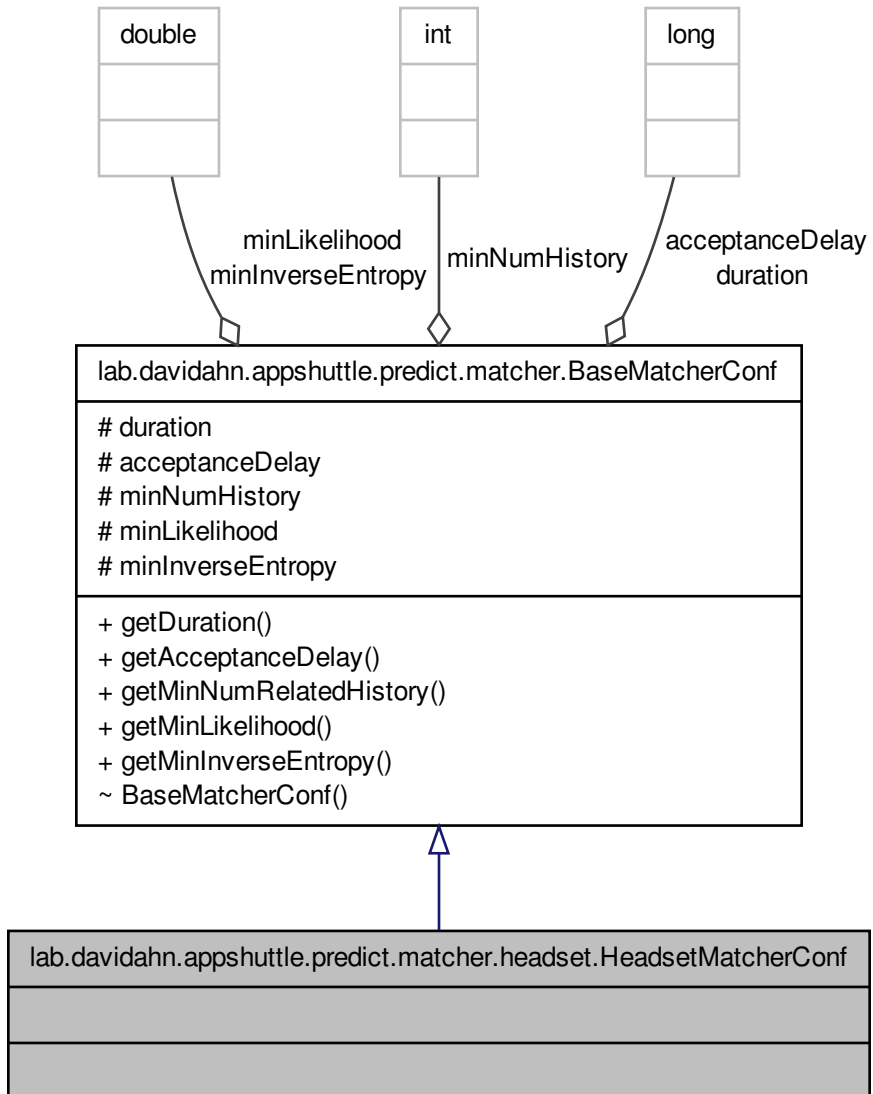 double
int
long
minLikelihood
minInverseEntropy
minNumHistory
acceptanceDelay
duration
lab.davidahn.appshuttle.predict.matcher.BaseMatcherConf
# duration
# acceptanceDelay
# minNumHistory
# minLikelihood
# minInverseEntropy
+ getDuration()
+ getAcceptanceDelay()
+ getMinNumRelatedHistory()
+ getMinLikelihood()
+ getMinInverseEntropy()
~ BaseMatcherConf()
lab.davidahn.appshuttle.predict.matcher.headset.HeadsetMatcherConf